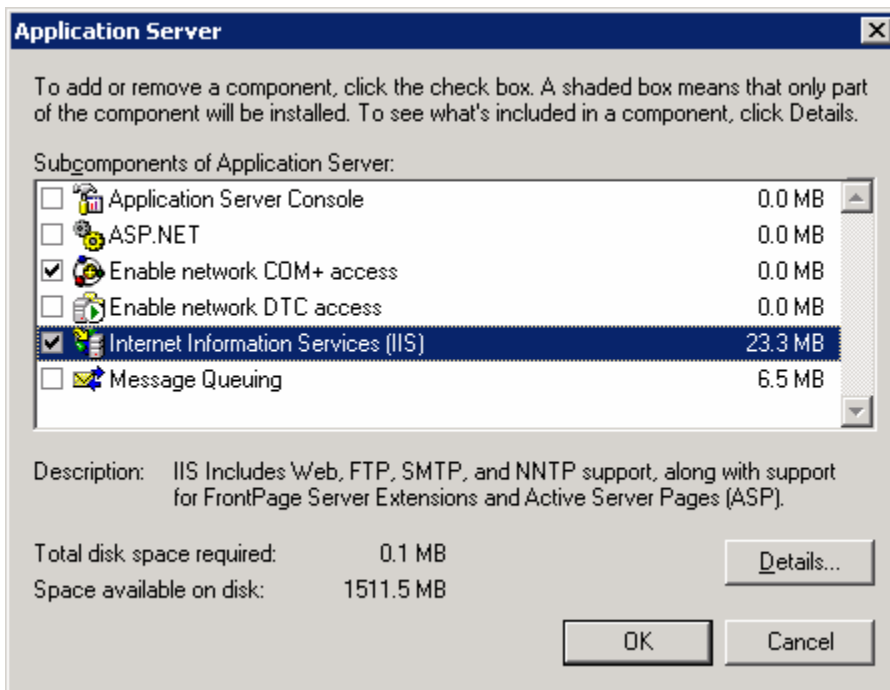 Application Server
To add or remove a component, click the check box. A shaded box means that only part
of the component will be installed. To see what's included in a component, click Details.
Subcomponents of Application Server:
Application Server Console 0.0 MB
ASP.NET 0.0 MB
Enable network COM+ access 0.0 MB
Enable network DTC access 0.0 MB
Internet Information Services (IIS) 23.3 MB
Message Queuing 6.5 MB
Description: IIS Includes Web, FTP, SMTP, and NNTP support, along with support
for FrontPage Server Extensions and Active Server Pages (ASP).
Total disk space required: 0.1 MB
Details...
Space available on disk: 1511.5 MB
OK Cancel